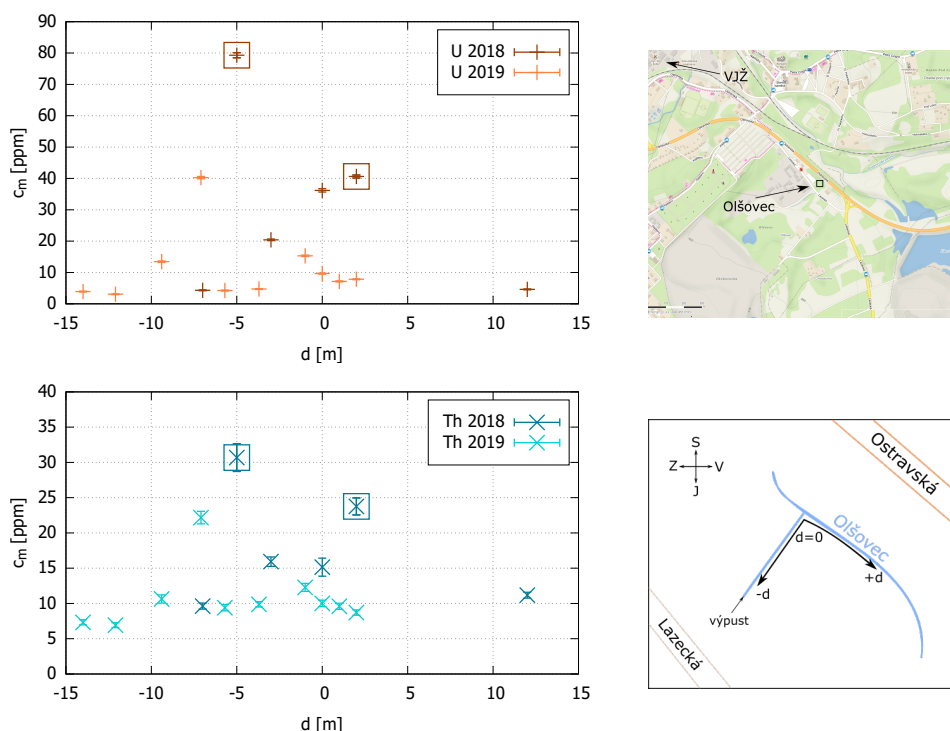 90
80
70
60
50
40
30
20
10
0
-15
-10
-5
0
5
10
15
c_m [ppm]
d [m]
U 2018
U 2019
VJŽ
Olšovec
40
35
30
25
20
15
10
5
0
-15
-10
-5
0
5
10
15
c_m [ppm]
d [m]
Th 2018
Th 2019
S
Z
V
J
Ostravská
Olšovec
d=0
+d
-d
výpust
Lazecká